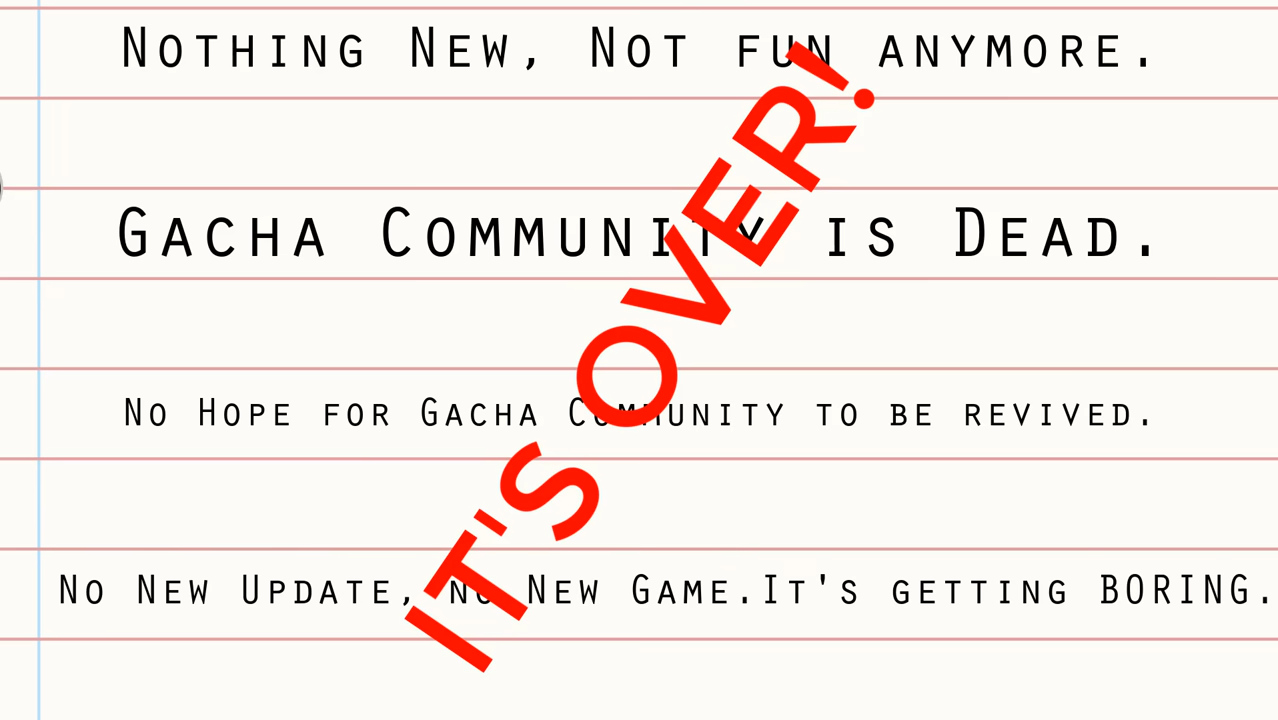 Nothing New, Not fun anymore.
Gacha Community is Dead.
No Hope for Gacha Community to be revived.
No New Update, no New Game.It's getting BORING.
IT'S OVER!